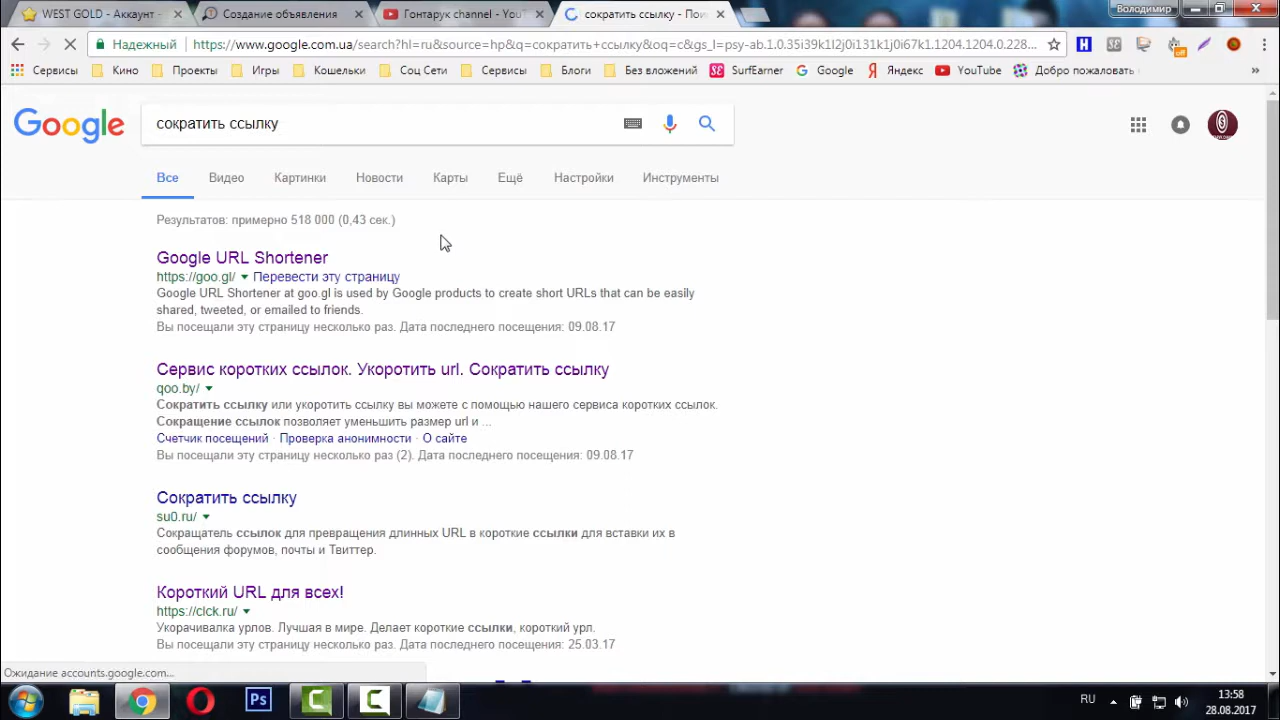 WEST GOLD - Аккаунт -
Создание объявления
Гонтарук channel - You
сократить ссылку - Пои
Володимир
Надежный
https://www.google.com.ua/search?hl=ru&source=hp&q=сократить+ссылку&oq=с&gs_l=psy-ab.1.0.35i39k1l2j0i131k1j0i67k1.1204.1204.0.228...
Сервисы
Кино
Проекты
Игры
Кошельки
Соц Сети
Сервисы
Блоги
Без вложений
SurfEarner
Google
Яндекс
YouTube
Добро пожаловать
Google
сократить ссылку
Все
Видео
Картинки
Новости
Карты
Ещё
Настройки
Инструменты
Результатов: примерно 518 000 (0,43 сек.)
Google URL Shortener
https://goo.gl/ Перевести эту страницу
Google URL Shortener at goo.gl is used by Google products to create short URLs that can be easily
shared, tweeted, or emailed to friends.
Вы посещали эту страницу несколько раз. Дата последнего посещения: 09.08.17
Сервис коротких ссылок. Укоротить url. Сократить ссылку
qoo.by/
Сократить ссылку или укоротить ссылку вы можете с помощью нашего сервиса коротких ссылок.
Сокращение ссылок позволяет уменьшить размер url и ...
Счетчик посещений · Проверка анонимности · О сайте
Вы посещали эту страницу несколько раз (2). Дата последнего посещения: 09.08.17
Сократить ссылку
su0.ru/
Сокращатель ссылок для превращения длинных URL в короткие ссылки для вставки их в
сообщения форумов, почты и Твиттер.
Короткий URL для всех!
https://clck.ru/
Укорачивалка урлов. Лучшая в мире. Делает короткие ссылки, короткий урл.
Вы посещали эту страницу несколько раз. Дата последнего посещения: 25.03.17
Ожидание accounts.google.com...
Ps
RU
13:58
28.08.2017